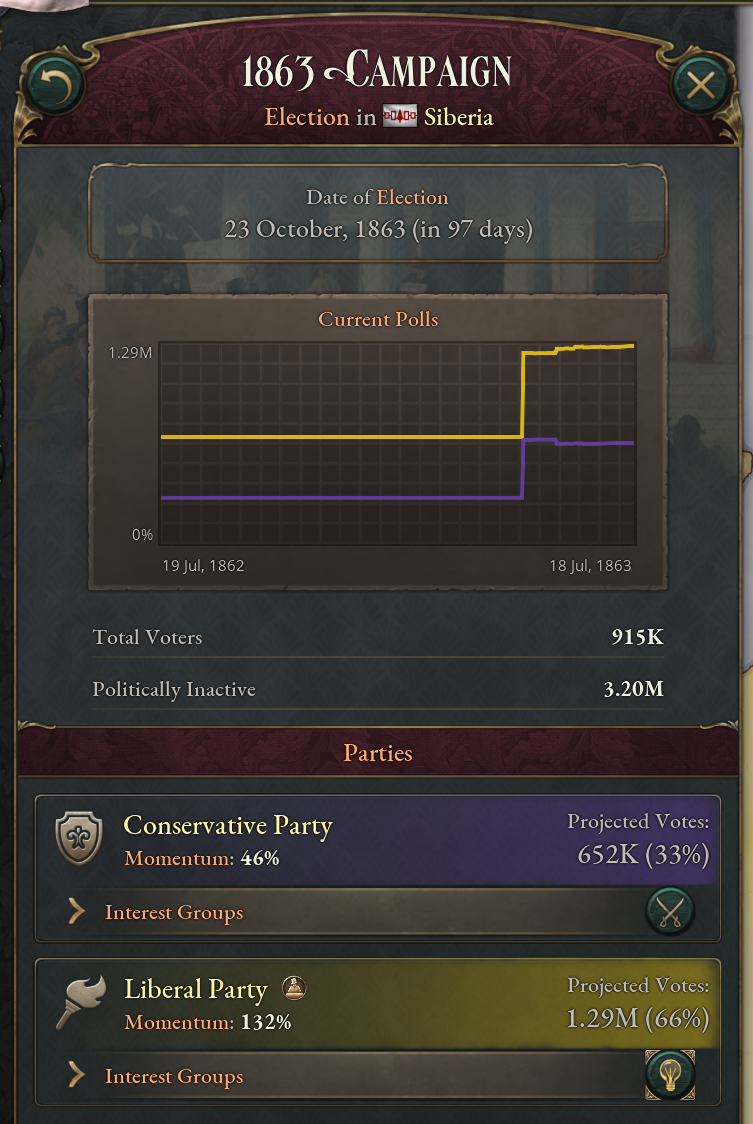 1863 Campaign
Election in Siberia
Date of Election
23 October, 1863 (in 97 days)
Current Polls
1.29M
0%
19 Jul, 1862 18 Jul, 1863
Total Voters 915K
Politically Inactive 3.20M
Parties
Conservative Party Projected Votes:
Momentum: 46% 652K (33%)
Interest Groups
Liberal Party Projected Votes:
Momentum: 132% 1.29M (66%)
Interest Groups